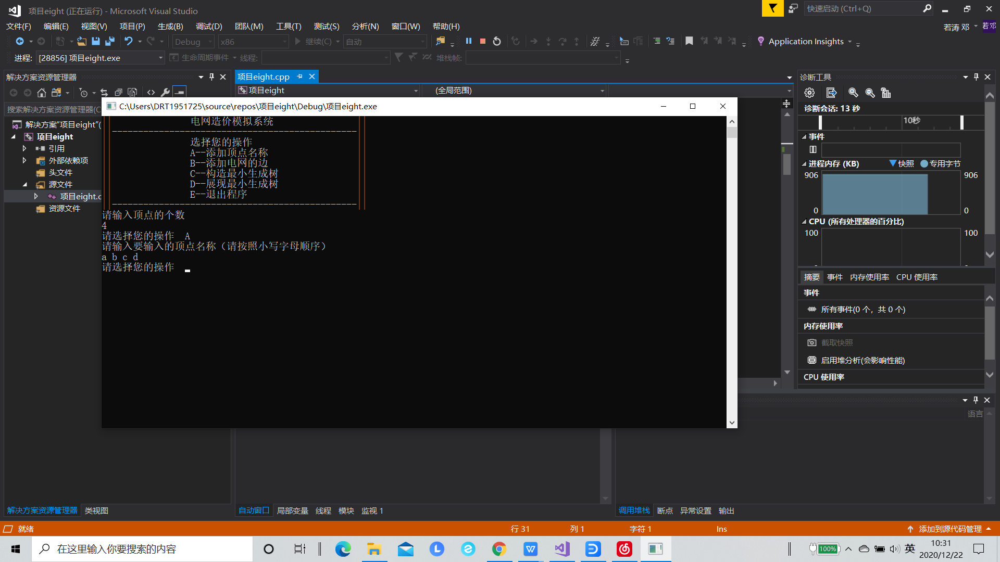 项目eight (正在运行) - Microsoft Visual Studio
快速启动 (Ctrl+Q)
文件(F) 编辑(E) 视图(V) 项目(P) 生成(B) 调试(D) 团队(M) 工具(T) 测试(S) 分析(N) 窗口(W) 帮助(H)
若涛 邓
若邓
Debug x86 继续(C) 自动 Application Insights
进程: [28856] 项目eight.exe 生命周期事件 线程: 堆栈帧:
解决方案资源管理器
项目eight.cpp
诊断工具
项目eight (全局范围)
搜索解决方案资源管理器(C
C:\Users\DRT1951725\source\repos\项目eight\Debug\项目eight.exe
解决方案"项目eight"(
项目eight
引用
外部依赖项
头文件
源文件
项目eight.c
资源文件
电网造价模拟系统
选择您的操作
A--添加顶点名称
B--添加电网的边
C--构造最小生成树
D--展现最小生成树
E--退出程序
请输入顶点的个数
4
请选择您的操作 A
请输入要输入的顶点名称（请按照小写字母顺序）
a b c d
请选择您的操作
诊断会话: 13 秒
10秒
事件
进程内存 (KB) 快照 专用字节
906 906
0 0
CPU (所有处理器的百分比)
100 100
摘要 事件 内存使用率 CPU 使用率
事件
所有事件(0 个，共 0 个)
内存使用率
截取快照
启用堆分析(会影响性能)
CPU 使用率
语言
解决方案资源管理器 类视图
自动窗口 局部变量 线程 模块 监视 1
调用堆栈 断点 异常设置 输出
就绪 行 31 列 1 字符 1 Ins 添加到源代码管理
在这里输入你要搜索的内容
100%
英
10:31
2020/12/22